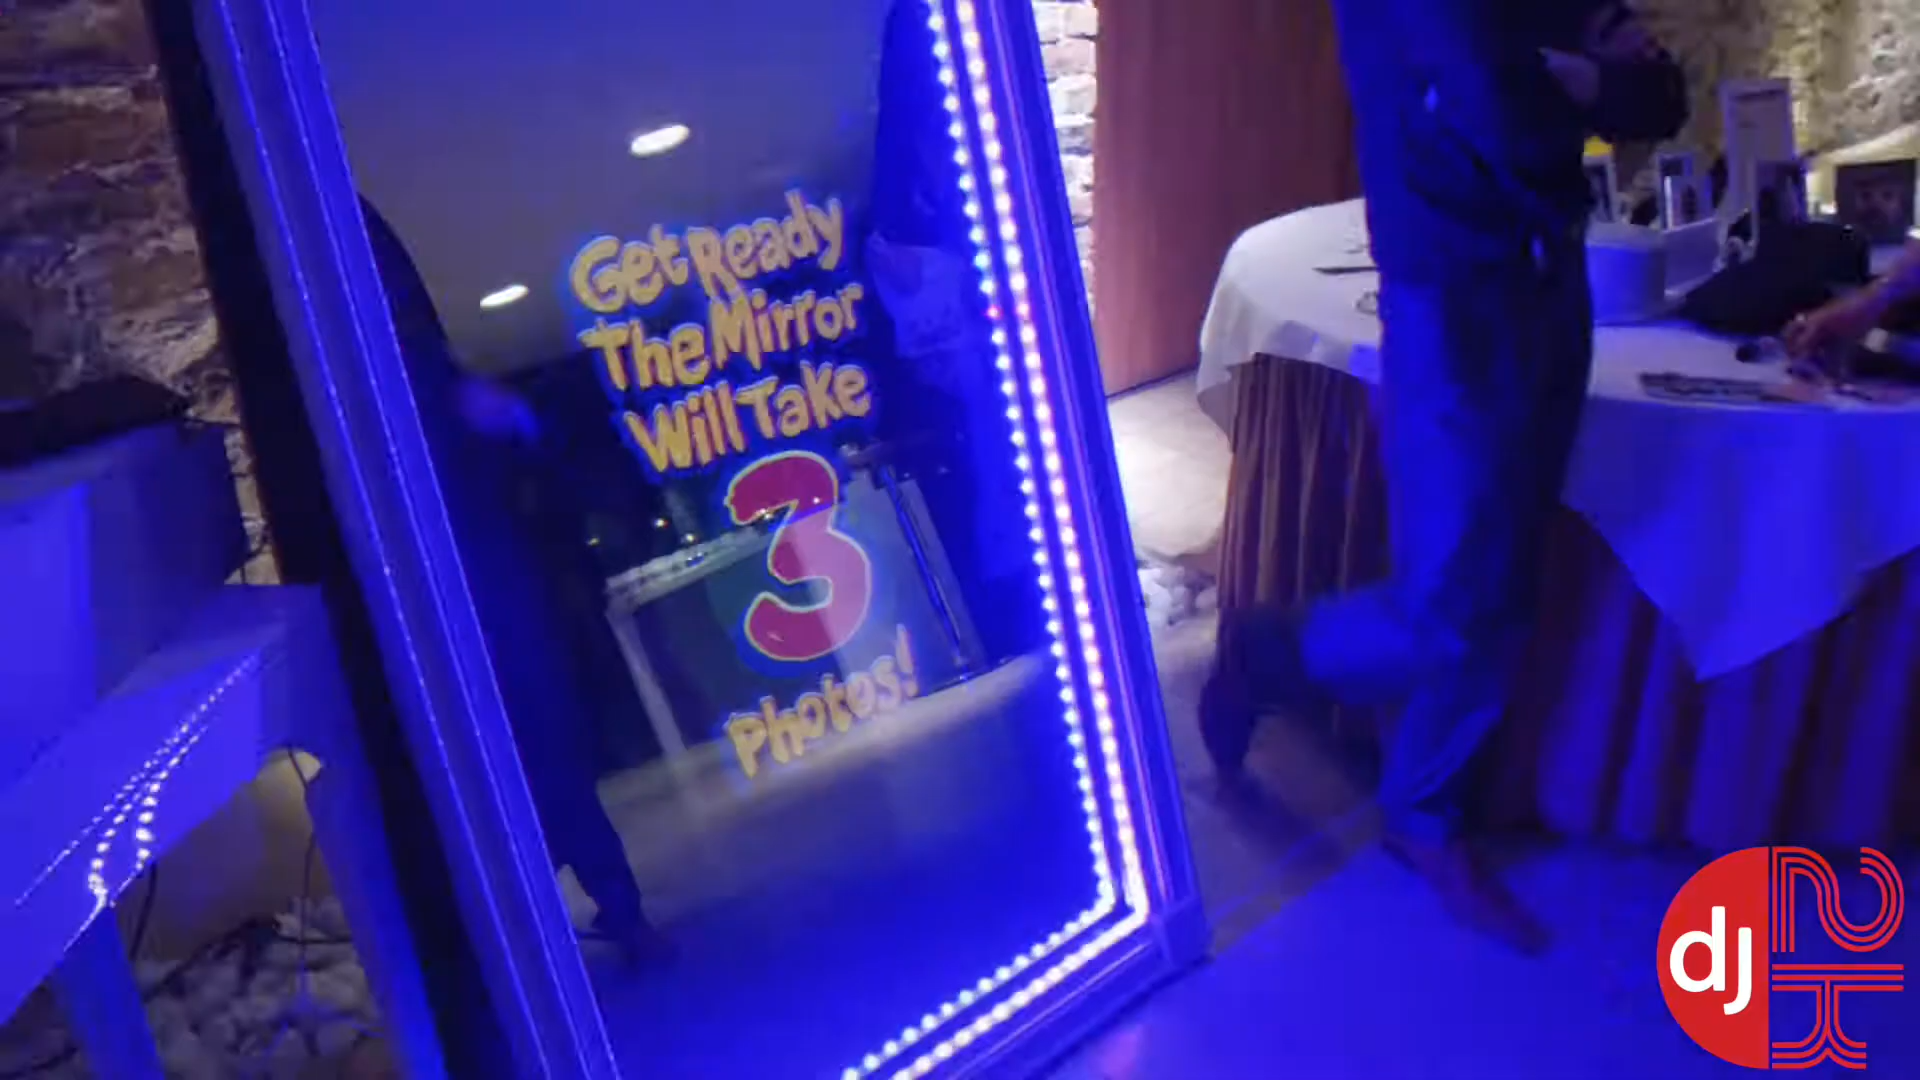 Get Ready
The Mirror
Will Take
3
Photos!
dj